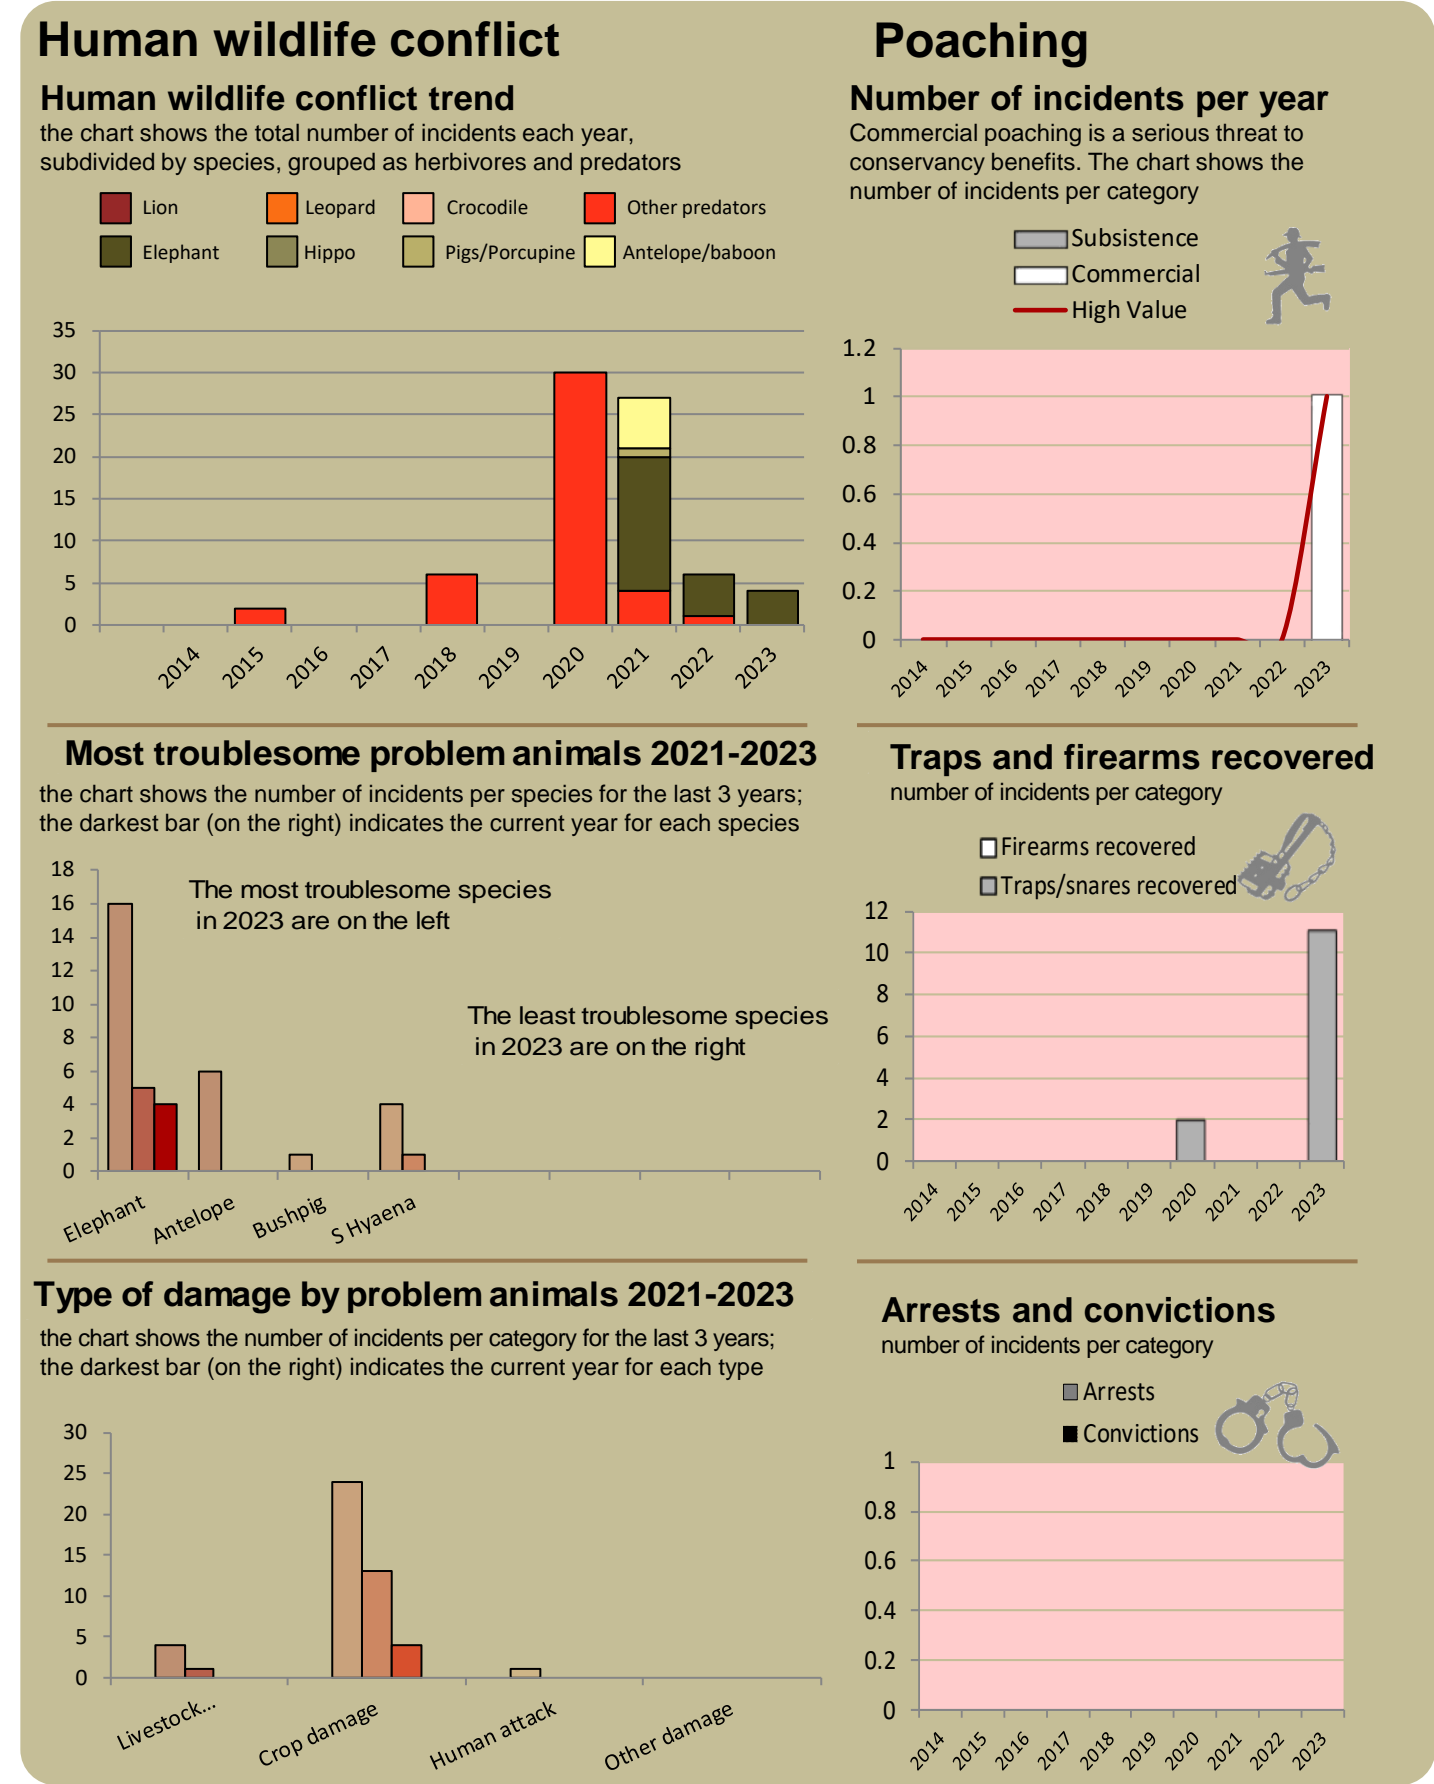 Human wildlife conflict
Human wildlife conflict trend
the chart shows the total number of incidents each year,
subdivided by species, grouped as herbivores and predators
Lion
Leopard
Crocodile
Other predators
Elephant
Hippo
Pigs/Porcupine
Antelope/baboon
35
30
25
20
15
10
5
0
2014
2015
2016
2017
2018
2019
2020
2021
2022
2023
Most troublesome problem animals 2021-2023
the chart shows the number of incidents per species for the last 3 years;
the darkest bar (on the right) indicates the current year for each species
18
16
14
12
10
8
6
4
2
0
The most troublesome species
in 2023 are on the left
The least troublesome species
in 2023 are on the right
Elephant
Antelope
Bushpig
S Hyaena
Type of damage by problem animals 2021-2023
the chart shows the number of incidents per category for the last 3 years;
the darkest bar (on the right) indicates the current year for each type
30
25
20
15
10
5
0
Livestock...
Crop damage
Human attack
Other damage
Poaching
Number of incidents per year
Commercial poaching is a serious threat to
conservancy benefits. The chart shows the
number of incidents per category
Subsistence
Commercial
High Value
1.2
1
0.8
0.6
0.4
0.2
0
2014
2015
2016
2017
2018
2019
2020
2021
2022
2023
Traps and firearms recovered
number of incidents per category
Firearms recovered
Traps/snares recovered
12
10
8
6
4
2
0
2014
2015
2016
2017
2018
2019
2020
2021
2022
2023
Arrests and convictions
number of incidents per category
Arrests
Convictions
1
0.8
0.6
0.4
0.2
0
2014
2015
2016
2017
2018
2019
2020
2021
2022
2023